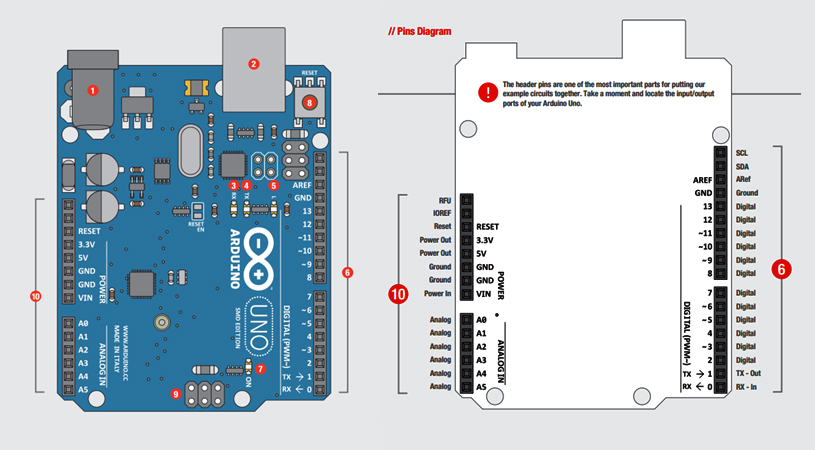 1
2
RESET
8
3
4
5
RX
TX
L
RESET
EN
AREF
GND
13
12
~11
~10
~9
8
7
~6
~5
4
~3
2
TX → 1
RX ← 0
DIGITAL (PWM~)
6
ARDUINO
UNO
SMD EDITION
10
RESET
3.3V
5V
GND
GND
VIN
POWER
A0
A1
A2
A3
A4
A5
ANALOG IN
WWW.ARDUINO.CC
MADE IN ITALY
7
ON
9
// Pins Diagram
!
The header pins are one of the most important parts for putting our
example circuits together. Take a moment and locate the input/output
ports of your Arduino Uno.
10
RFU
IOREF
Reset RESET
Power Out 3.3V
Power Out 5V
Ground GND
Ground GND
Power In VIN
POWER
Analog A0
Analog A1
Analog A2
Analog A3
Analog A4
Analog A5
ANALOG IN
SCL
SDA
AREF ARef
GND Ground
13 Digital
12 Digital
~11 Digital
~10 Digital
~9 Digital
8 Digital
7 Digital
~6 Digital
~5 Digital
4 Digital
~3 Digital
2 Digital
TX → 1 TX - Out
RX ← 0 RX - In
DIGITAL (PWM~)
6